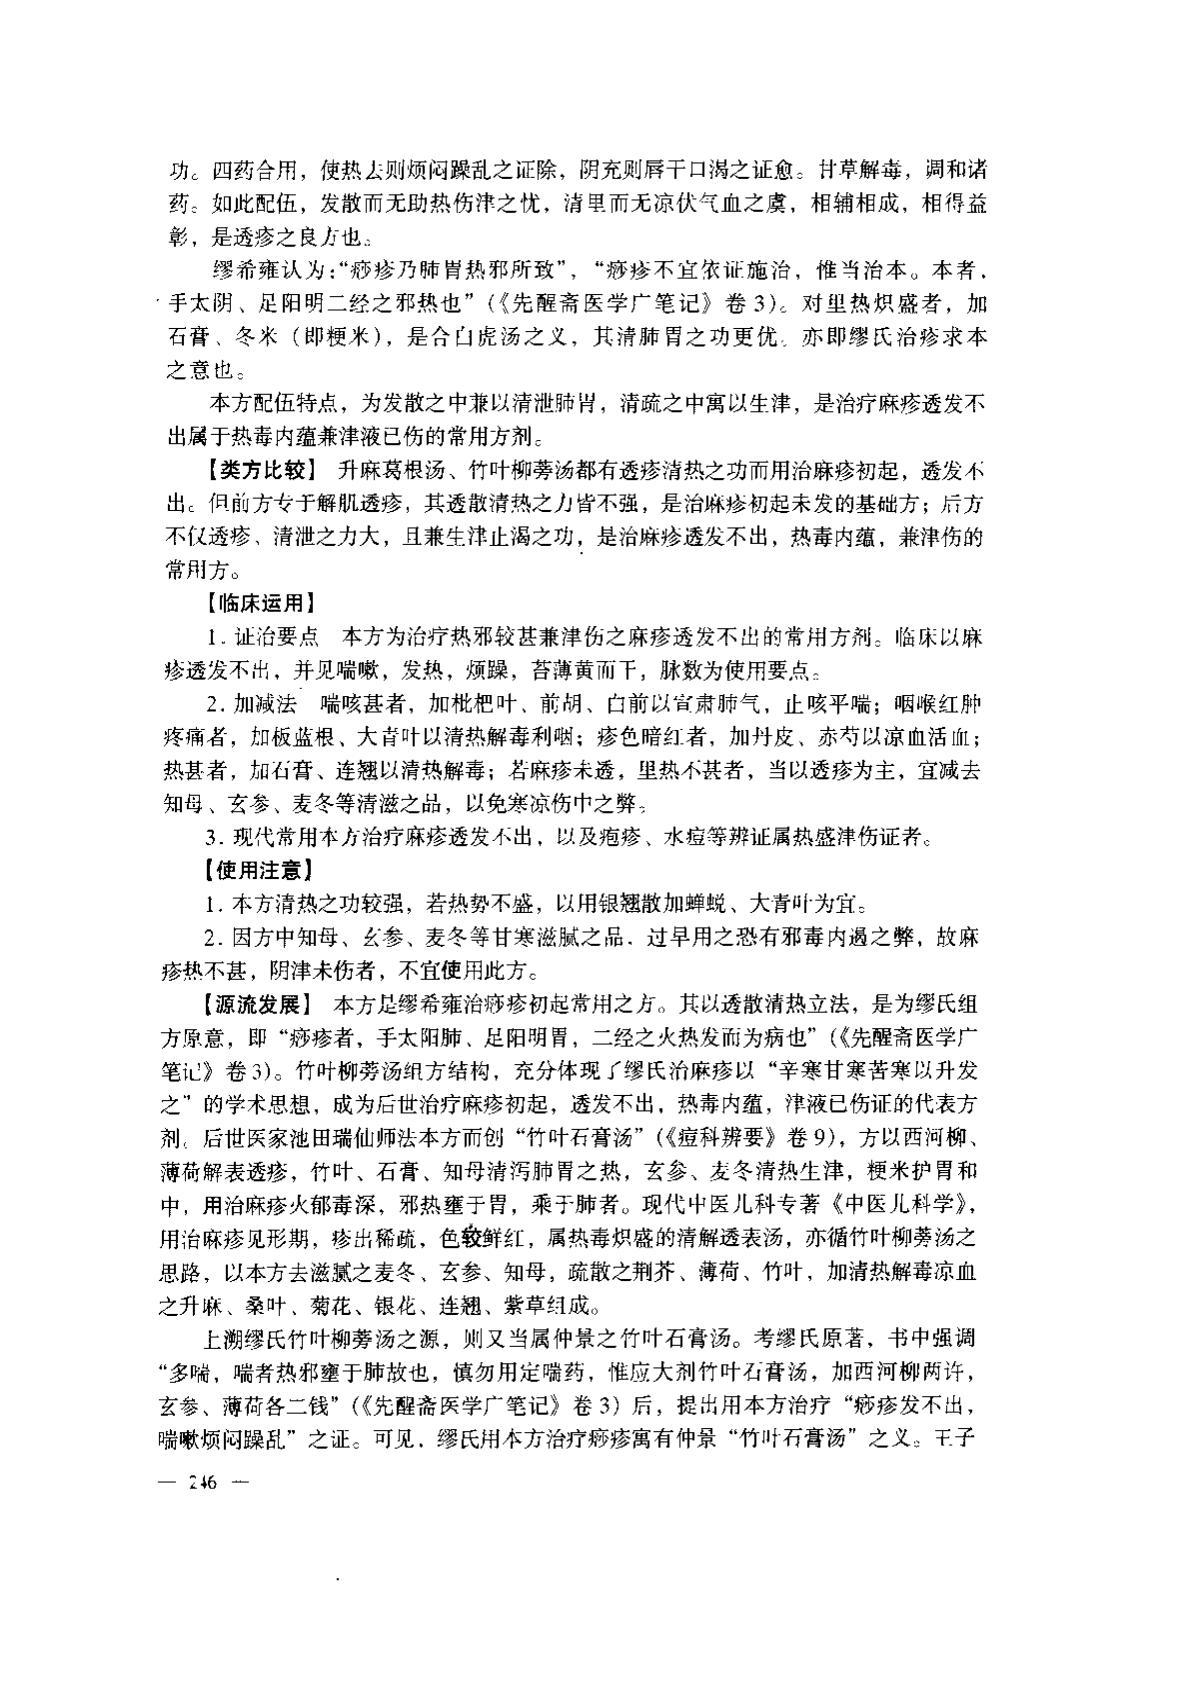 功。四药合用，使热去则烦闷躁乱之证除，阴充则唇干口渴之证愈。甘草解毒，调和诸
药。如此配伍，发散而无助热伤津之忧，清里而无凉伏气血之虞，相辅相成，相得益
彰，是透疹之良方也。
缪希雍认为：“痧疹乃肺胃热邪所致”，“痧疹不宜依证施治，惟当治本。本者，
手太阴、足阳明二经之邪热也”（《先醒斋医学广笔记》卷 3）。对里热炽盛者，加
石膏、冬米（即粳米），是合白虎汤之义，其清肺胃之功更优。亦即缪氏治疹求本
之意也。
本方配伍特点，为发散之中兼以清泄肺胃，清疏之中寓以生津，是治疗麻疹透发不
出属于热毒内蕴兼津液已伤的常用方剂。
【类方比较】 升麻葛根汤、竹叶柳蒡汤都有透疹清热之功而用治麻疹初起，透发不
出。但前方专于解肌透疹，其透散清热之力皆不强，是治麻疹初起未发的基础方；后方
不仅透疹、清泄之力大，且兼生津止渴之功，是治麻疹透发不出，热毒内蕴，兼津伤的
常用方。
【临床运用】
1. 证治要点 本方为治疗热邪较甚兼津伤之麻疹透发不出的常用方剂。临床以麻
疹透发不出，并见喘嗽，发热，烦躁，苔薄黄而干，脉数为使用要点。
2. 加减法 喘咳甚者，加枇杷叶、前胡、白前以宣肃肺气，止咳平喘；咽喉红肿
疼痛者，加板蓝根、大青叶以清热解毒利咽；疹色暗红者，加丹皮、赤芍以凉血活血；
热甚者，加石膏、连翘以清热解毒；若麻疹未透，里热不甚者，当以透疹为主，宜减去
知母、玄参、麦冬等清滋之品，以免寒凉伤中之弊。
3. 现代常用本方治疗麻疹透发不出，以及疱疹、水痘等辨证属热盛津伤证者。
【使用注意】
1. 本方清热之功较强，若热势不盛，以用银翘散加蝉蜕、大青叶为宜。
2. 因方中知母、玄参、麦冬等甘寒滋腻之品，过早用之恐有邪毒内遏之弊，故麻
疹热不甚，阴津未伤者，不宜使用此方。
【源流发展】 本方是缪希雍治痧疹初起常用之方。其以透散清热立法，是为缪氏组
方原意，即“痧疹者，手太阳肺、足阳明胃，二经之火热发而为病也”（《先醒斋医学广
笔记》卷 3）。竹叶柳蒡汤组方结构，充分体现了缪氏治麻疹以“辛寒甘寒苦寒以升发
之”的学术思想，成为后世治疗麻疹初起，透发不出，热毒内蕴，津液已伤证的代表方
剂。后世医家池田瑞仙师法本方而创“竹叶石膏汤”（《痘科辨要》卷 9），方以西河柳、
薄荷解表透疹，竹叶、石膏、知母清泻肺胃之热，玄参、麦冬清热生津，粳米护胃和
中，用治麻疹火郁毒深，邪热壅于胃，乘于肺者。现代中医儿科专著《中医儿科学》，
用治麻疹见形期，疹出稀疏，色较鲜红，属热毒炽盛的清解透表汤，亦循竹叶柳蒡汤之
思路，以本方去滋腻之麦冬、玄参、知母，疏散之荆芥、薄荷、竹叶，加清热解毒凉血
之升麻、桑叶、菊花、银花、连翘、紫草组成。
上溯缪氏竹叶柳蒡汤之源，则又当属仲景之竹叶石膏汤。考缪氏原著，书中强调
“多喘，喘者热邪壅于肺故也，慎勿用定喘药，惟应大剂竹叶石膏汤，加西河柳两许，
玄参、薄荷各二钱”（《先醒斋医学广笔记》卷 3）后，提出用本方治疗“痧疹发不出，
喘嗽烦闷躁乱”之证。可见，缪氏用本方治疗痧疹寓有仲景“竹叶石膏汤”之义。王子
— 246 —